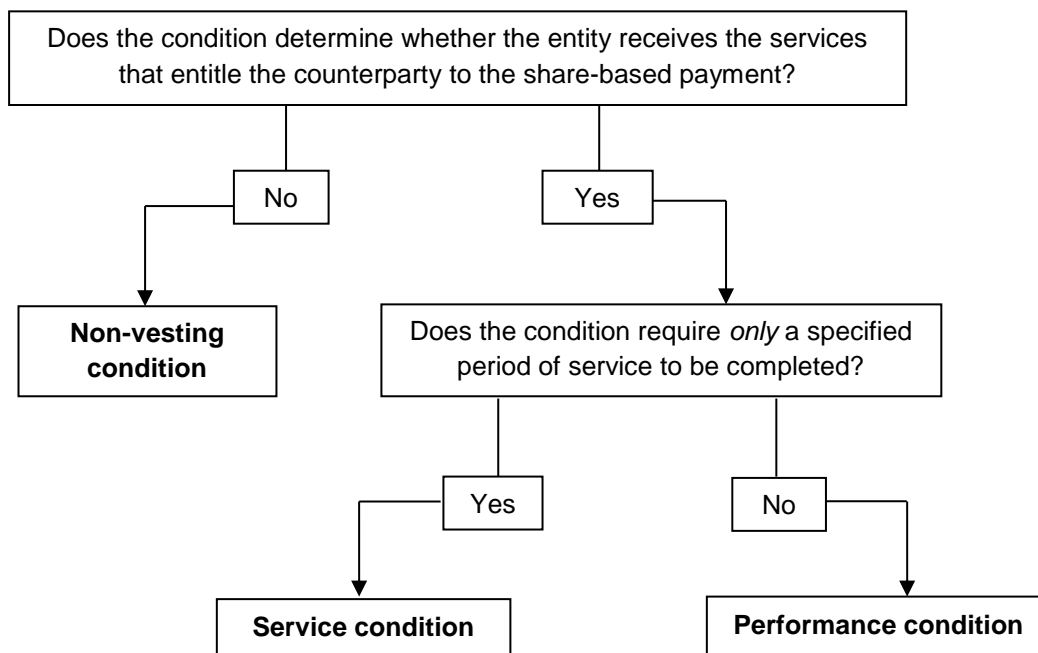 Does the condition determine whether the entity receives the services
that entitle the counterparty to the share-based payment?
No
Yes
Non-vesting
condition
Does the condition require only a specified
period of service to be completed?
Yes
No
Service condition
Performance condition